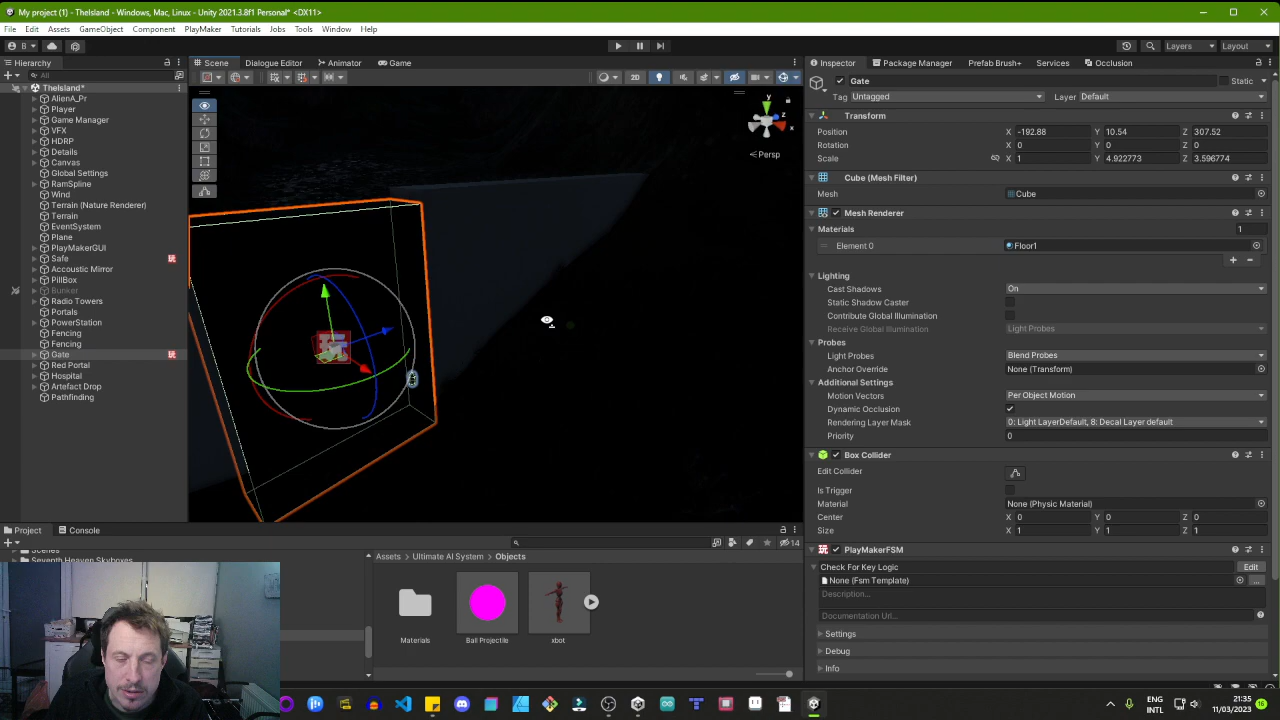 My project (1) - TheIsland - Windows, Mac, Linux - Unity 2021.3.8f1 Personal* <DX11>
File Edit Assets GameObject Component PlayMaker Tutorials Jobs Tools Window Help
B Layers Layout
Hierarchy Scene Dialogue Editor Animator Game Inspector Package Manager Prefab Brush+ Services Occlusion
All 2D
Gate Static
TheIsland*
Tag Untagged Layer Default
AlienA_Pr
Player
Game Manager
VFX
HDRP
Details
Canvas
Global Settings
RamSpline
Wind
Terrain (Nature Renderer)
Terrain
EventSystem
Plane
PlayMakerGUI
Safe
Accoustic Mirror
PillBox
Bunker
Radio Towers
Portals
PowerStation
Fencing
Fencing
Gate
Red Portal
Hospital
Artefact Drop
Pathfinding
y
z
x
Persp
Transform
Position X -192.88 Y 10.54 Z 307.52
Rotation X 0 Y 0 Z 0
Scale X 1 Y 4.922773 Z 3.596774
Cube (Mesh Filter)
Mesh Cube
Mesh Renderer
Materials 1
Element 0 Floor1
Lighting
Cast Shadows On
Static Shadow Caster
Contribute Global Illumination
Receive Global Illumination Light Probes
Probes
Light Probes Blend Probes
Anchor Override None (Transform)
Additional Settings
Motion Vectors Per Object Motion
Dynamic Occlusion
Rendering Layer Mask 0: Light LayerDefault, 8: Decal Layer default
Priority 0
Box Collider
Edit Collider
Is Trigger
Material None (Physic Material)
Center X 0 Y 0 Z 0
Size X 1 Y 1 Z 1
PlayMakerFSM
Check For Key Logic Edit
None (Fsm Template) ...
Description...
Documentation Url...
Settings
Debug
Info
Project Console
14
Scenes
Seventh Heaven Skyboxes
Assets Ultimate AI System Objects
Materials Ball Projectile xbot
ENG
INTL
21:35
11/03/2023